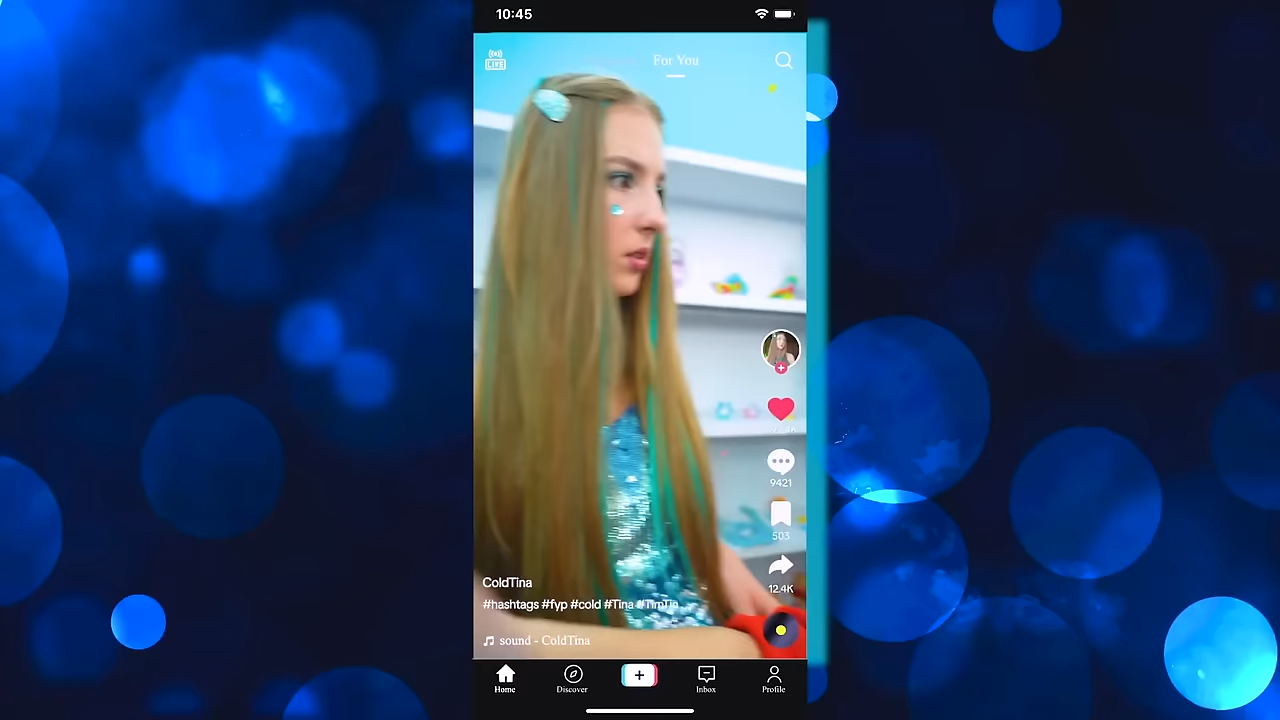 10:45
LIVE
For You
9421
503
12.4K
ColdTina
#hashtags #fyp #cold #Tina #TimTin
sound - ColdTina
Home
Discover
Inbox
Profile